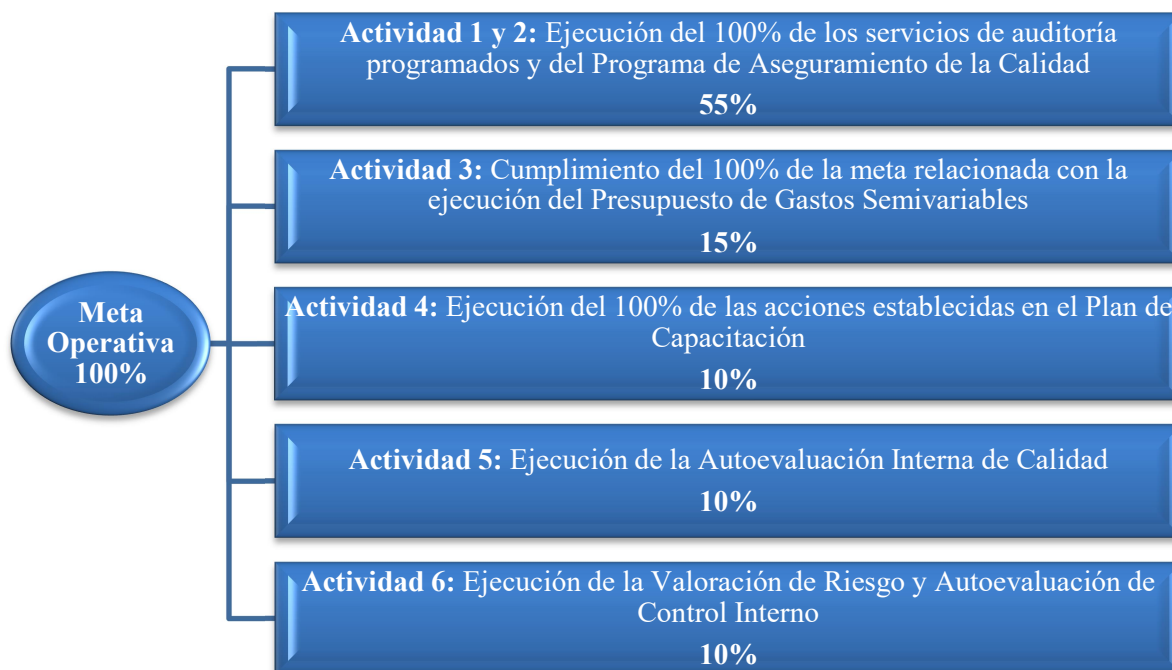 Actividad 1 y 2: Ejecución del 100% de los servicios de auditoría
programados y del Programa de Aseguramiento de la Calidad
55%
Actividad 3: Cumplimiento del 100% de la meta relacionada con la
ejecución del Presupuesto de Gastos Semivariables
15%
Meta
Operativa
100%
Actividad 4: Ejecución del 100% de las acciones establecidas en el Plan de
Capacitación
10%
Actividad 5: Ejecución de la Autoevaluación Interna de Calidad
10%
Actividad 6: Ejecución de la Valoración de Riesgo y Autoevaluación de
Control Interno
10%